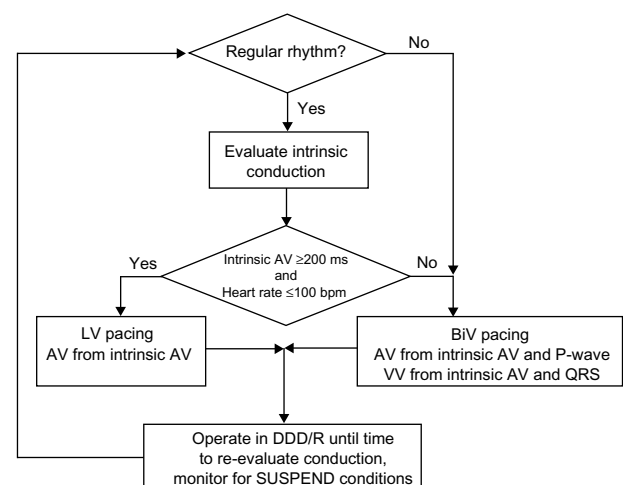 Regular rhythm?
No
Yes
Evaluate intrinsic
conduction
Intrinsic AV ≥200 ms
and
Heart rate ≤100 bpm
Yes
No
LV pacing
AV from intrinsic AV
BiV pacing
AV from intrinsic AV and P-wave
VV from intrinsic AV and QRS
Operate in DDD/R until time
to re-evaluate conduction,
monitor for SUSPEND conditions